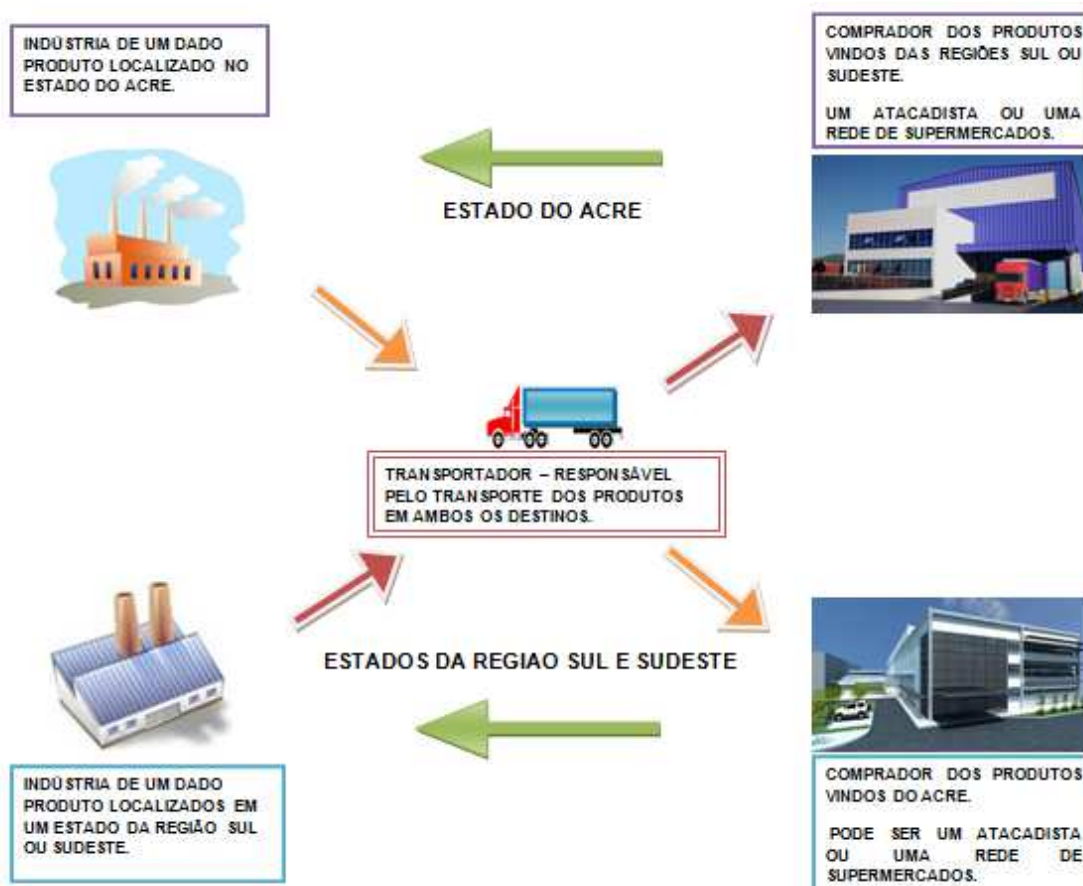 INDÚSTRIA DE UM DADO
PRODUTO LOCALIZADO NO
ESTADO DO ACRE.
COMPRADOR DOS PRODUTOS
VINDOS DAS REGIÕES SUL OU
SUDESTE.
UM ATACADISTA OU UMA
REDE DE SUPERMERCADOS.
ESTADO DO ACRE
TRANSPORTADOR – RESPONSÁVEL
PELO TRANSPORTE DOS PRODUTOS
EM AMBOS OS DESTINOS.
ESTADOS DA REGIAO SUL E SUDESTE
INDÚSTRIA DE UM DADO
PRODUTO LOCALIZADOS EM
UM ESTADO DA REGIÃO SUL
OU SUDESTE.
COMPRADOR DOS PRODUTOS
VINDOS DO ACRE.
PODE SER UM ATACADISTA
OU UMA REDE DE
SUPERMERCADOS.